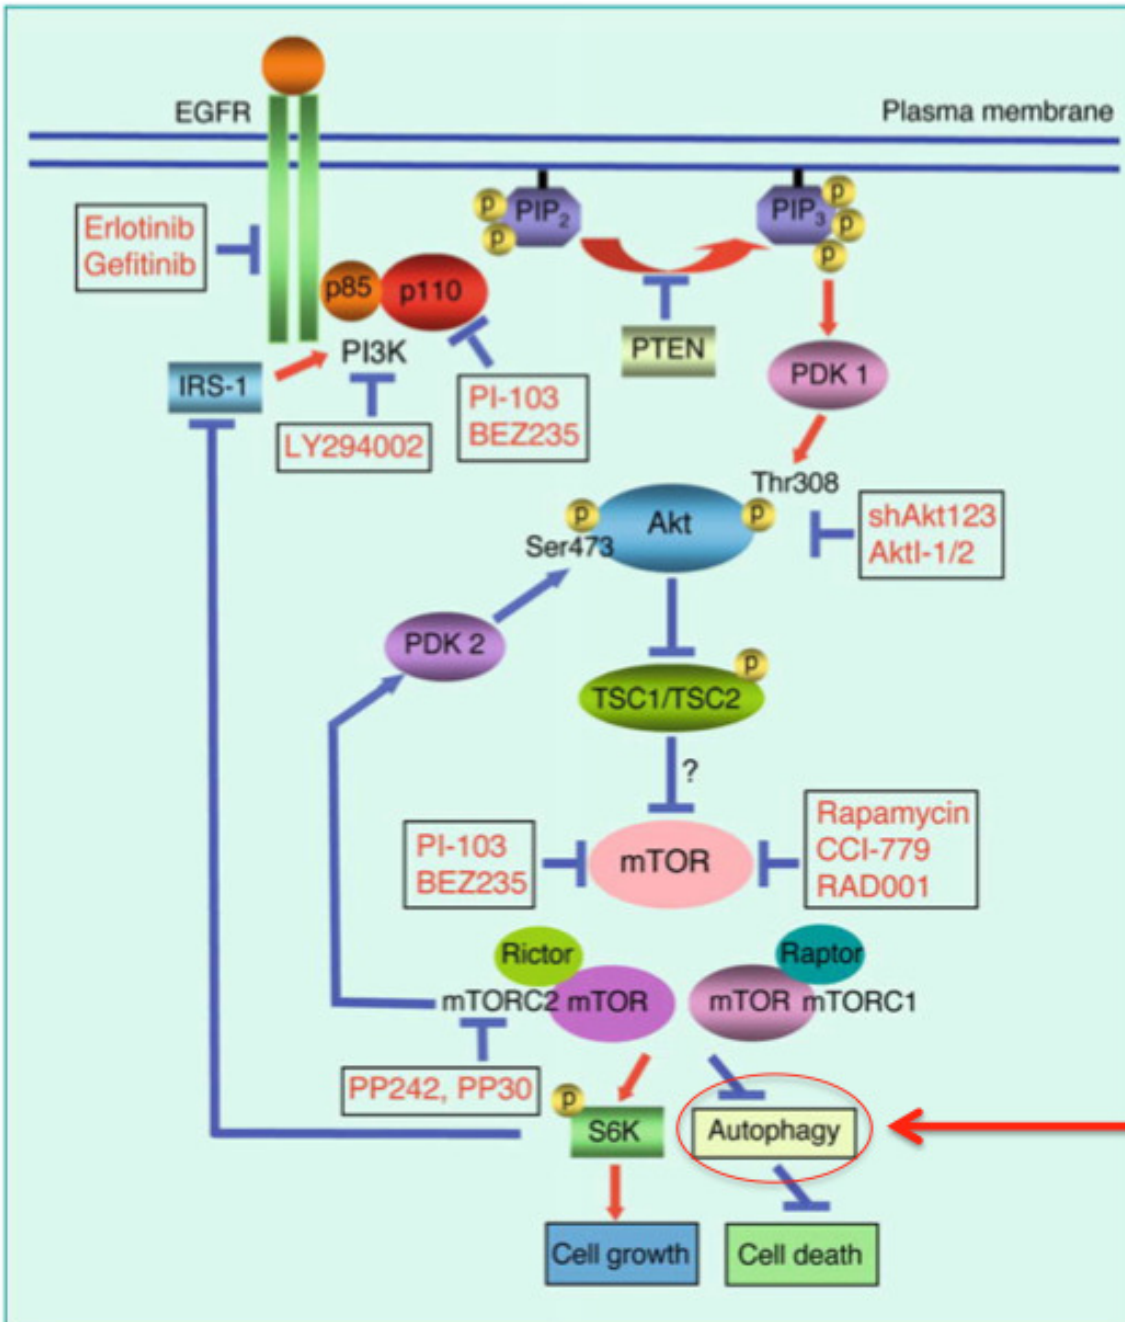 EGFR
Plasma membrane
Erlotinib
Gefitinib
P PIP2
P
PIP3 P
P
P
p85 p110
PI3K
PTEN
PDK 1
IRS-1
LY294002
PI-103
BEZ235
Thr308
P Akt P
Ser473
shAkt123
AktI-1/2
PDK 2
P
TSC1/TSC2
?
PI-103
BEZ235
mTOR
Rapamycin
CCI-779
RAD001
Rictor
mTORC2 mTOR
Raptor
mTOR mTORC1
PP242, PP30
P
S6K
Autophagy
Cell growth
Cell death